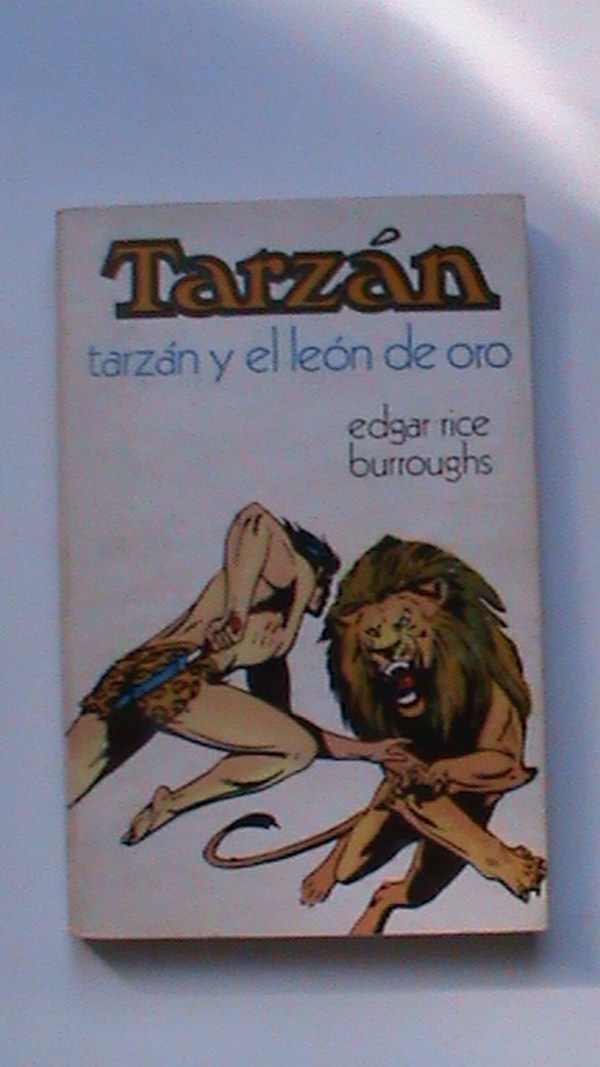 Tarzán
tarzán y el león de oro
edgar rice
burroughs